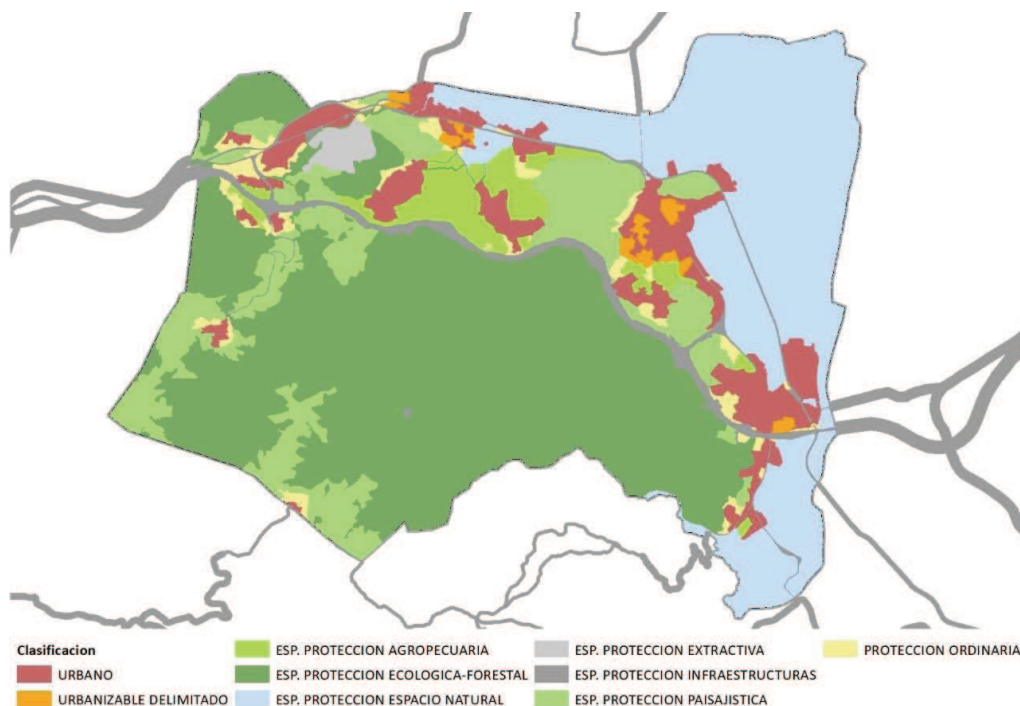 Clasificacion
URBANO
URBANIZABLE DELIMITADO
ESP. PROTECCION AGROPECUARIA
ESP. PROTECCION ECOLOGICA-FORESTAL
ESP. PROTECCION ESPACIO NATURAL
ESP. PROTECCION EXTRACTIVA
ESP. PROTECCION INFRAESTRUCTURAS
ESP. PROTECCION PAISAJISTICA
PROTECCION ORDINARIA